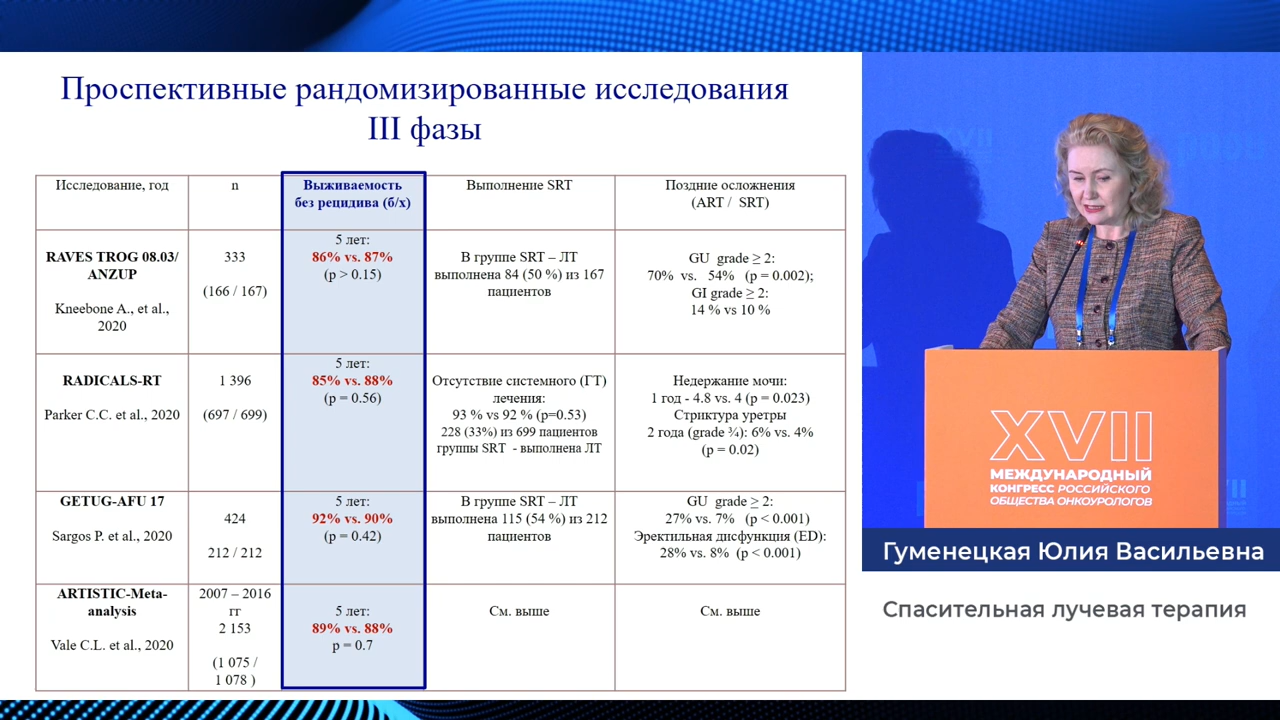 Проспективные рандомизированные исследования
III фазы
Исследование, год
n
Выживаемость
без рецидива (б/х)
Выполнение SRT
Поздние осложнения
(ART / SRT)
RAVES TROG 08.03/
ANZUP
Kneebone A., et al.,
2020
333
(166 / 167)
5 лет:
86% vs. 87%
(p > 0.15)
В группе SRT – ЛТ
выполнена 84 (50 %) из 167
пациентов
GU grade ≥ 2:
70% vs. 54% (p = 0.002);
GI grade ≥ 2:
14 % vs 10 %
RADICALS-RT
Parker C.C. et al., 2020
1 396
(697 / 699)
5 лет:
85% vs. 88%
(p = 0.56)
Отсутствие системного (ГТ)
лечения:
93 % vs 92 % (p=0.53)
228 (33%) из 699 пациентов
группы SRT - выполнена ЛТ
Недержание мочи:
1 год - 4.8 vs. 4 (p = 0.023)
Стриктура уретры
2 года (grade ¾): 6% vs. 4%
(p = 0.02)
GETUG-AFU 17
Sargos P. et al., 2020
424
212 / 212
5 лет:
92% vs. 90%
(p = 0.42)
В группе SRT – ЛТ
выполнена 115 (54 %) из 212
пациентов
GU grade ≥ 2:
27% vs. 7% (p < 0.001)
Эректильная дисфункция (ED):
28% vs. 8% (p < 0.001)
ARTISTIC-Meta-
analysis
Vale C.L. et al., 2020
2007 – 2016
гг
2 153
(1 075 /
1 078 )
5 лет:
89% vs. 88%
p = 0.7
См. выше
См. выше
XVII
МЕЖДУНАРОДНЫЙ
КОНГРЕСС РОССИЙСКОГО
ОБЩЕСТВА ОНКОУРОЛОГОВ
Гуменецкая Юлия Васильевна
Спасительная лучевая терапия